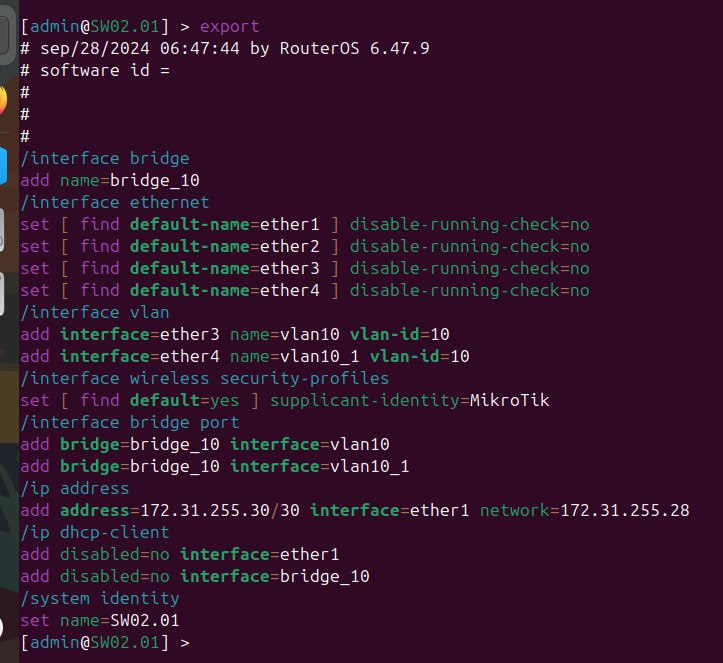 [admin@SW02.01] > export
# sep/28/2024 06:47:44 by RouterOS 6.47.9
# software id =
#
#
#
/interface bridge
add name=bridge_10
/interface ethernet
set [ find default-name=ether1 ] disable-running-check=no
set [ find default-name=ether2 ] disable-running-check=no
set [ find default-name=ether3 ] disable-running-check=no
set [ find default-name=ether4 ] disable-running-check=no
/interface vlan
add interface=ether3 name=vlan10 vlan-id=10
add interface=ether4 name=vlan10_1 vlan-id=10
/interface wireless security-profiles
set [ find default=yes ] supplicant-identity=MikroTik
/interface bridge port
add bridge=bridge_10 interface=vlan10
add bridge=bridge_10 interface=vlan10_1
/ip address
add address=172.31.255.30/30 interface=ether1 network=172.31.255.28
/ip dhcp-client
add disabled=no interface=ether1
add disabled=no interface=bridge_10
/system identity
set name=SW02.01
[admin@SW02.01] >